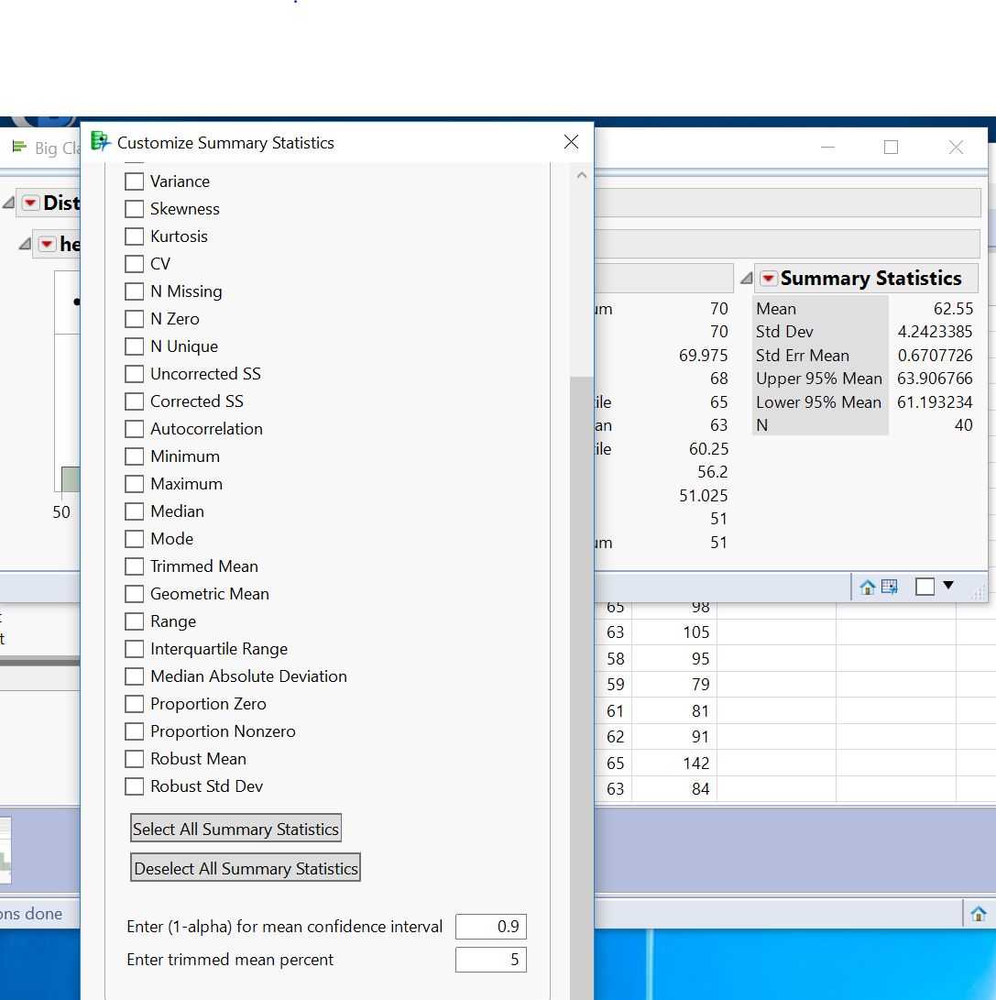 Customize Summary Statistics
Big Cla
Variance
Skewness
Kurtosis
CV
N Missing
N Zero
N Unique
Uncorrected SS
Corrected SS
Autocorrelation
Minimum
Maximum
Median
Mode
Trimmed Mean
Geometric Mean
Range
Interquartile Range
Median Absolute Deviation
Proportion Zero
Proportion Nonzero
Robust Mean
Robust Std Dev
Select All Summary Statistics
Deselect All Summary Statistics
Enter (1-alpha) for mean confidence interval 0.9
Enter trimmed mean percent 5
Dist
he
50
um 70
70
69.975
68
tile 65
an 63
tile 60.25
56.2
51.025
51
um 51
Summary Statistics
Mean 62.55
Std Dev 4.2423385
Std Err Mean 0.6707726
Upper 95% Mean 63.906766
Lower 95% Mean 61.193234
N 40
65 98
63 105
58 95
59 79
61 81
62 91
65 142
63 84
t
ons done